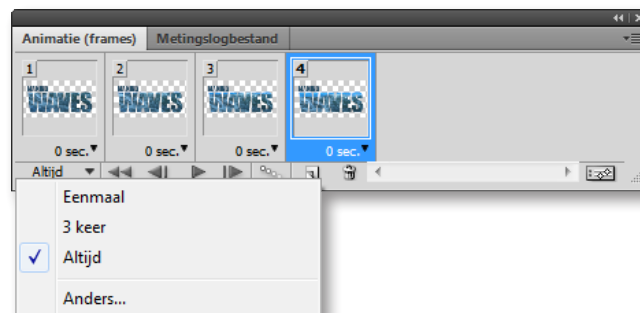 Animatie (frames) Metingslogbestand
1 2 3 4
WAVES WAVES WAVES WAVES
0 sec. 0 sec. 0 sec. 0 sec.
Altijd
Eenmaal
3 keer
Altijd
Anders...